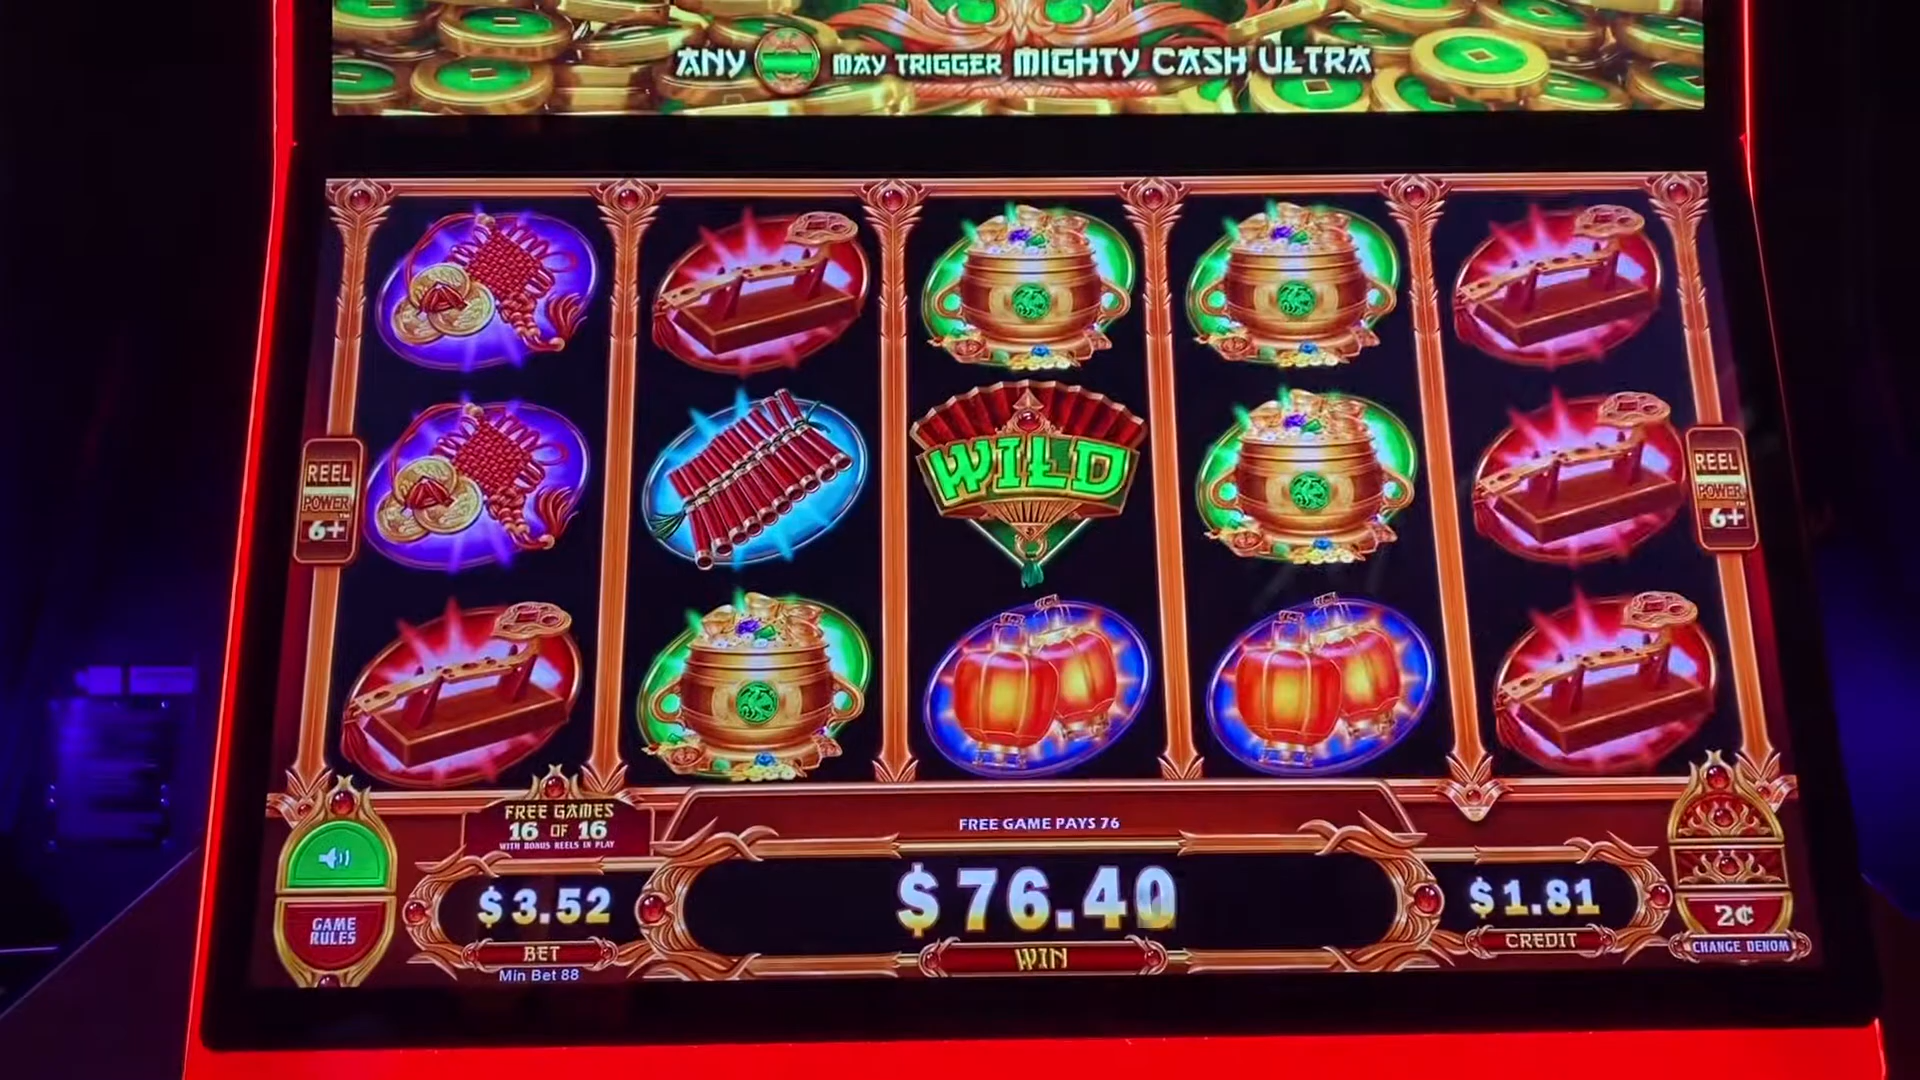 ANY MAY TRIGGER MIGHTY CASH ULTRA
WILD
REEL
POWER™
6+
REEL
POWER™
6+
FREE GAMES
16 OF 16
WITH BONUS REELS IN PLAY
FREE GAME PAYS 76
GAME
RULES
$3.52
BET
Min Bet 88
$76.40
WIN
$1.81
CREDIT
2¢
CHANGE DENOM